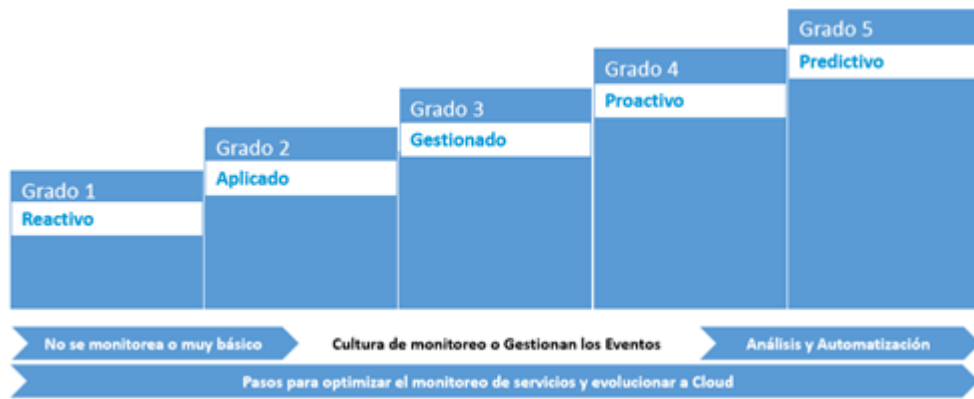 Grado 1
Reactivo
Grado 2
Aplicado
Grado 3
Gestionado
Grado 4
Proactivo
Grado 5
Predictivo
No se monitorea o muy básico
Cultura de monitoreo o Gestionan los Eventos
Análisis y Automatización
Pasos para optimizar el monitoreo de servicios y evolucionar a Cloud